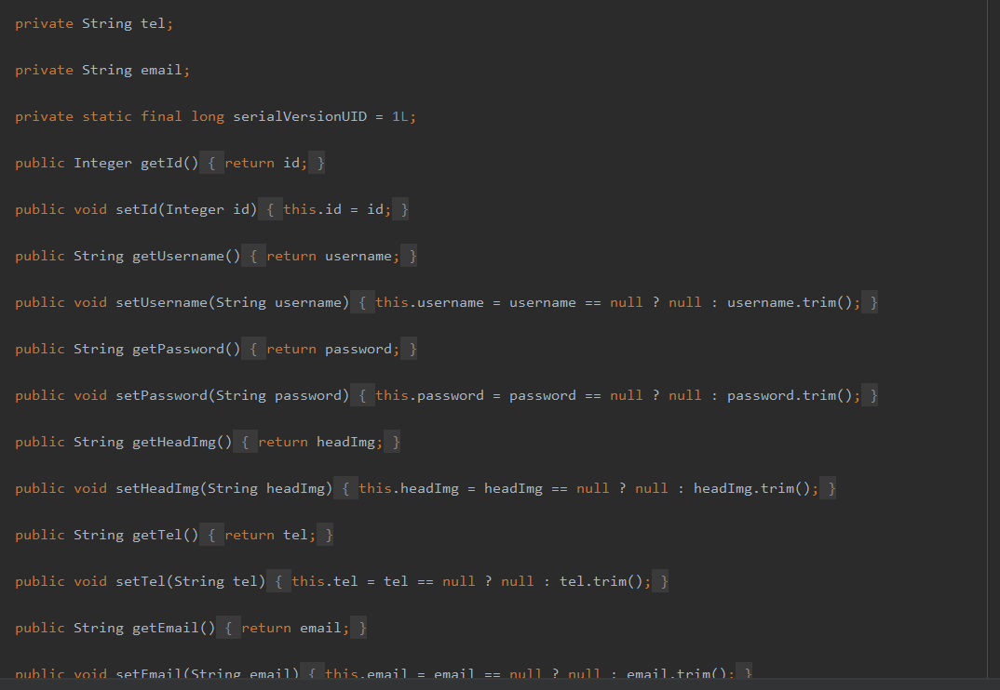 private String tel;
private String email;
private static final long serialVersionUID = 1L;
public Integer getId() { return id; }
public void setId(Integer id) { this.id = id; }
public String getUsername() { return username; }
public void setUsername(String username) { this.username = username == null ? null : username.trim(); }
public String getPassword() { return password; }
public void setPassword(String password) { this.password = password == null ? null : password.trim(); }
public String getHeadImg() { return headImg; }
public void setHeadImg(String headImg) { this.headImg = headImg == null ? null : headImg.trim(); }
public String getTel() { return tel; }
public void setTel(String tel) { this.tel = tel == null ? null : tel.trim(); }
public String getEmail() { return email; }
public void setEmail(String email) { this.email = email == null ? null : email.trim(); }